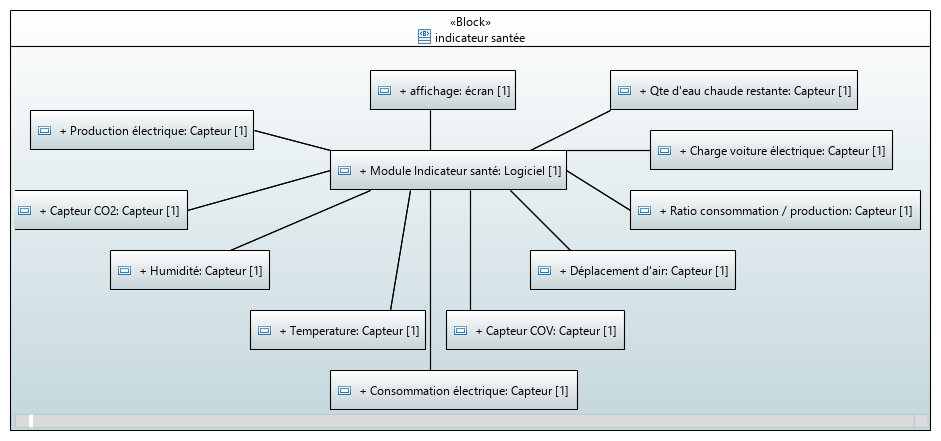 «Block»
indicateur santée
+ affichage: écran [1]
+ Qte d'eau chaude restante: Capteur [1]
+ Production électrique: Capteur [1]
+ Charge voiture électrique: Capteur [1]
+ Module Indicateur santé: Logiciel [1]
+ Capteur CO2: Capteur [1]
+ Ratio consommation / production: Capteur [1]
+ Humidité: Capteur [1]
+ Déplacement d'air: Capteur [1]
+ Temperature: Capteur [1]
+ Capteur COV: Capteur [1]
+ Consommation électrique: Capteur [1]